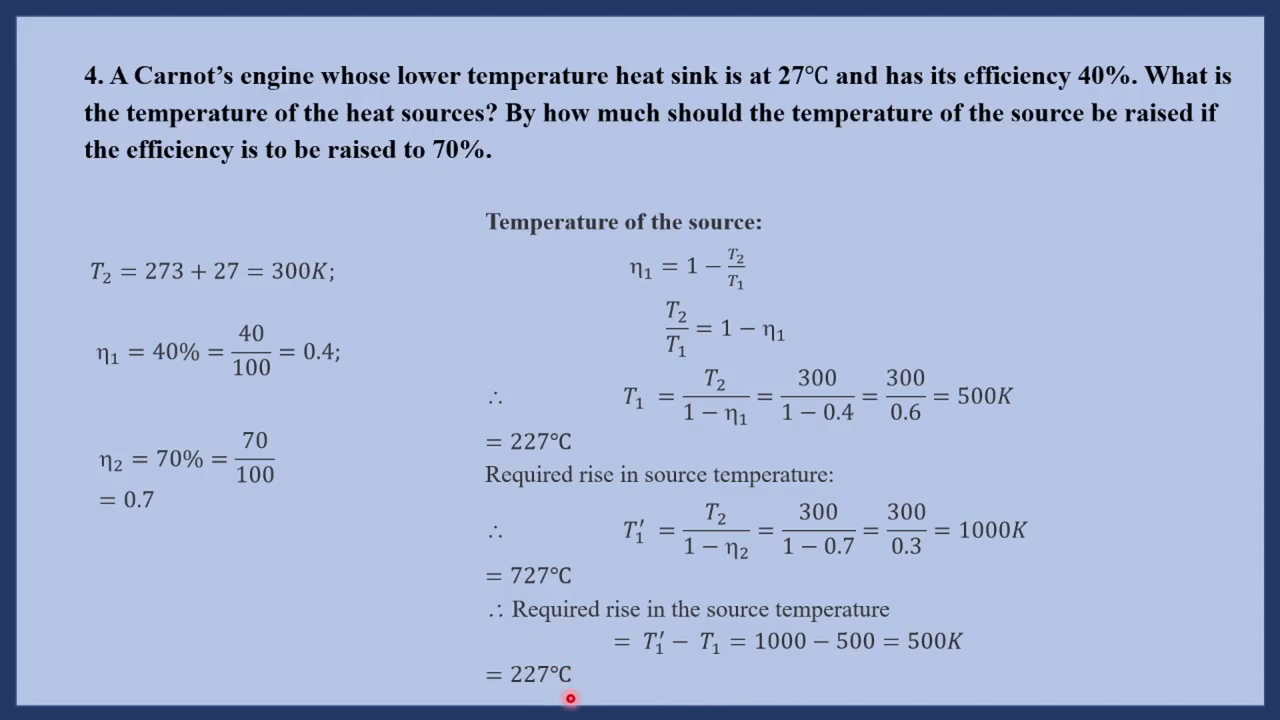 4. A Carnot’s engine whose lower temperature heat sink is at 27℃ and has its efficiency 40%. What is
the temperature of the heat sources? By how much should the temperature of the source be raised if
the efficiency is to be raised to 70%.
T₂ = 273 + 27 = 300K;
η₁ = 40% = 40/100 = 0.4;
η₂ = 70% = 70/100
= 0.7
Temperature of the source:
η₁ = 1 − T₂/T₁
T₂/T₁ = 1 − η₁
∴ T₁ = T₂/(1 − η₁) = 300/(1 − 0.4) = 300/0.6 = 500K
= 227℃
Required rise in source temperature:
∴ T₁′ = T₂/(1 − η₂) = 300/(1 − 0.7) = 300/0.3 = 1000K
= 727℃
∴ Required rise in the source temperature
= T₁′ − T₁ = 1000 − 500 = 500K
= 227℃